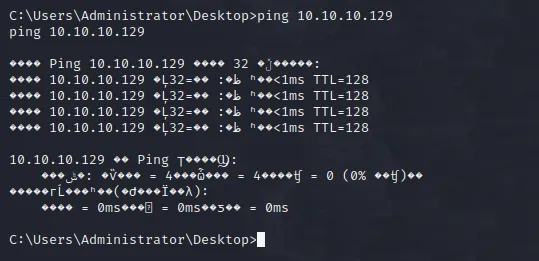 C:\Users\Administrator\Desktop>ping 10.10.10.129
ping 10.10.10.129
���� Ping 10.10.10.129 ���� 32 �ֽ�����:
���� 10.10.10.129 �Ļظ�: �ֽ�=32 ʱ��<1ms TTL=128
���� 10.10.10.129 �Ļظ�: �ֽ�=32 ʱ��<1ms TTL=128
���� 10.10.10.129 �Ļظ�: �ֽ�=32 ʱ��<1ms TTL=128
���� 10.10.10.129 �Ļظ�: �ֽ�=32 ʱ��<1ms TTL=128
10.10.10.129 �� Ping ͳ����Ϣ:
���ݰ�: �ѷ��� = 4���ѽ��� = 4����ʧ = 0 (0% ��ʧ)��
�����г̵Ĺ���ʱ��(�Ժ���Ϊ��λ):
���� = 0ms��� = 0ms��ƽ�� = 0ms
C:\Users\Administrator\Desktop>